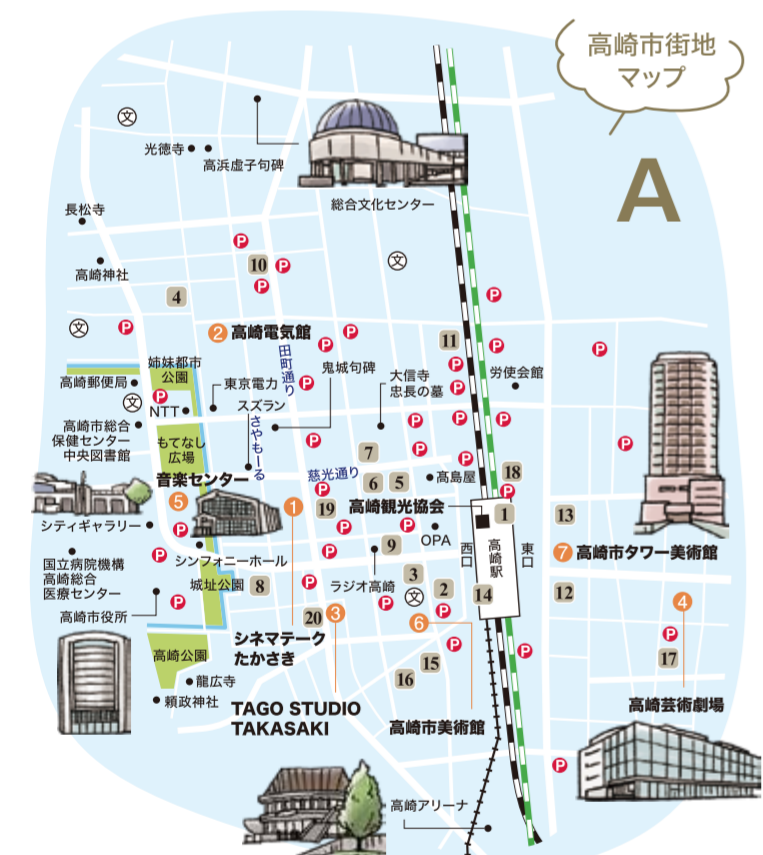 高崎市街地
マップ
A
文
光徳寺
高浜虚子句碑
総合文化センター
長松寺
P
10
P
文
高崎神社
P
4
P
文
P
2 高崎電気館
P
P
11
P
P
田町通り
姉妹都市
公園
鬼城句碑
大信寺
忠長の墓
P
労使会館
高崎郵便局
東京電力
P
P
文
P
NTT
スズラン
さやもーる
P
P
P
高崎市総合
保健センター
中央図書館
もてなし
広場
P
7
P
P
P
音楽センター
慈光通り
6
5
髙島屋
18
P
P
5
1
19
高崎観光協会
1
13
シティギャラリー
P
P
P
OPA
国立病院機構
高崎総合
医療センター
P
シンフォニーホール
P
9
西口
高崎駅
東口
7 高崎市タワー美術館
城址公園
8
P
ラジオ高崎
3
2
14
12
高崎市役所
P
P
文
P
4
20
3
6
P
シネマテーク
たかさき
高崎公園
15
P
P
17
龍広寺
16
頼政神社
TAGO STUDIO
TAKASAKI
高崎市美術館
高崎芸術劇場
P
高崎アリーナ